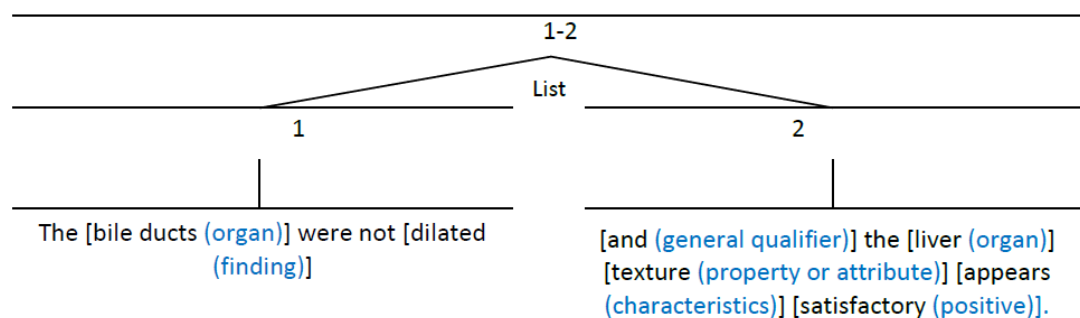 1-2
List
1
2
The [bile ducts (organ)] were not [dilated
(finding)]
[and (general qualifier)] the [liver (organ)]
[texture (property or attribute)] [appears
(characteristics)] [satisfactory (positive)].